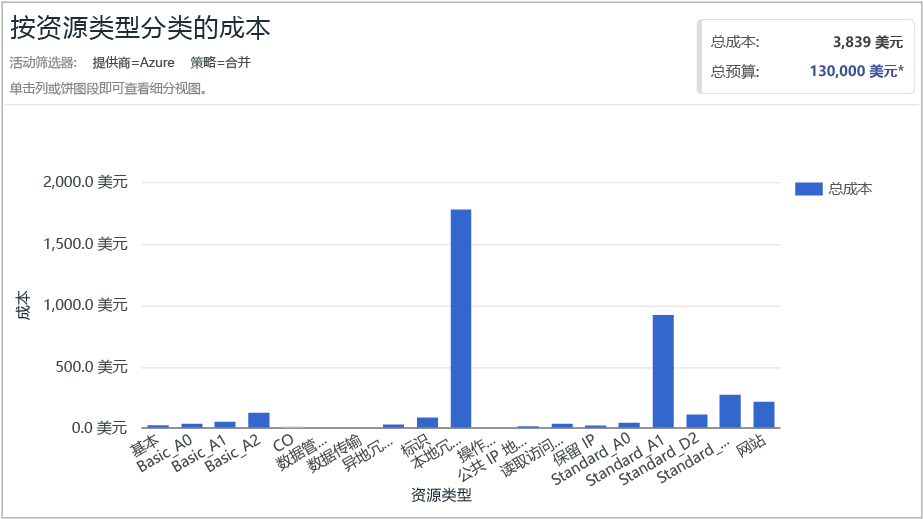 按资源类型分类的成本
活动筛选器: 提供商=Azure 策略=合并
单击列或饼图段即可查看细分视图。
总成本: 3,839 美元
总预算: 130,000 美元*
2,000.0 美元
1,500.0 美元
1,000.0 美元
500.0 美元
0.0 美元
成本
总成本
基本
Basic_A0
Basic_A1
Basic_A2
CO
数据管...
数据传输
异地冗...
标识
本地冗...
操作...
公共 IP 地...
读取访问...
保留 IP
Standard_A0
Standard_A1
Standard_D2
Standard_...
网站
资源类型